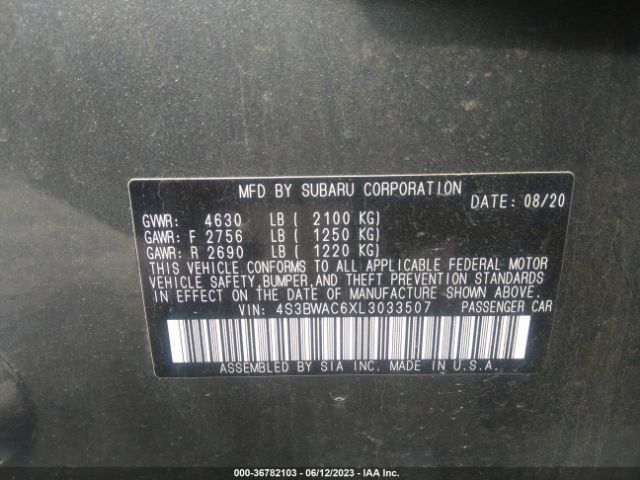 MFD BY SUBARU CORPORATION
DATE: 08/20
GVWR: 4630 LB ( 2100 KG)
GAWR: F 2756 LB ( 1250 KG)
GAWR: R 2690 LB ( 1220 KG)
THIS VEHICLE CONFORMS TO ALL APPLICABLE FEDERAL MOTOR
VEHICLE SAFETY,BUMPER,AND THEFT PREVENTION STANDARDS
IN EFFECT ON THE DATE OF MANUFACTURE SHOWN ABOVE.
VIN: 4S3BWAC6XL3033507 PASSENGER CAR
ASSEMBLED BY SIA INC. MADE IN U.S.A.
000-36782103 - 06/12/2023 - IAA Inc.